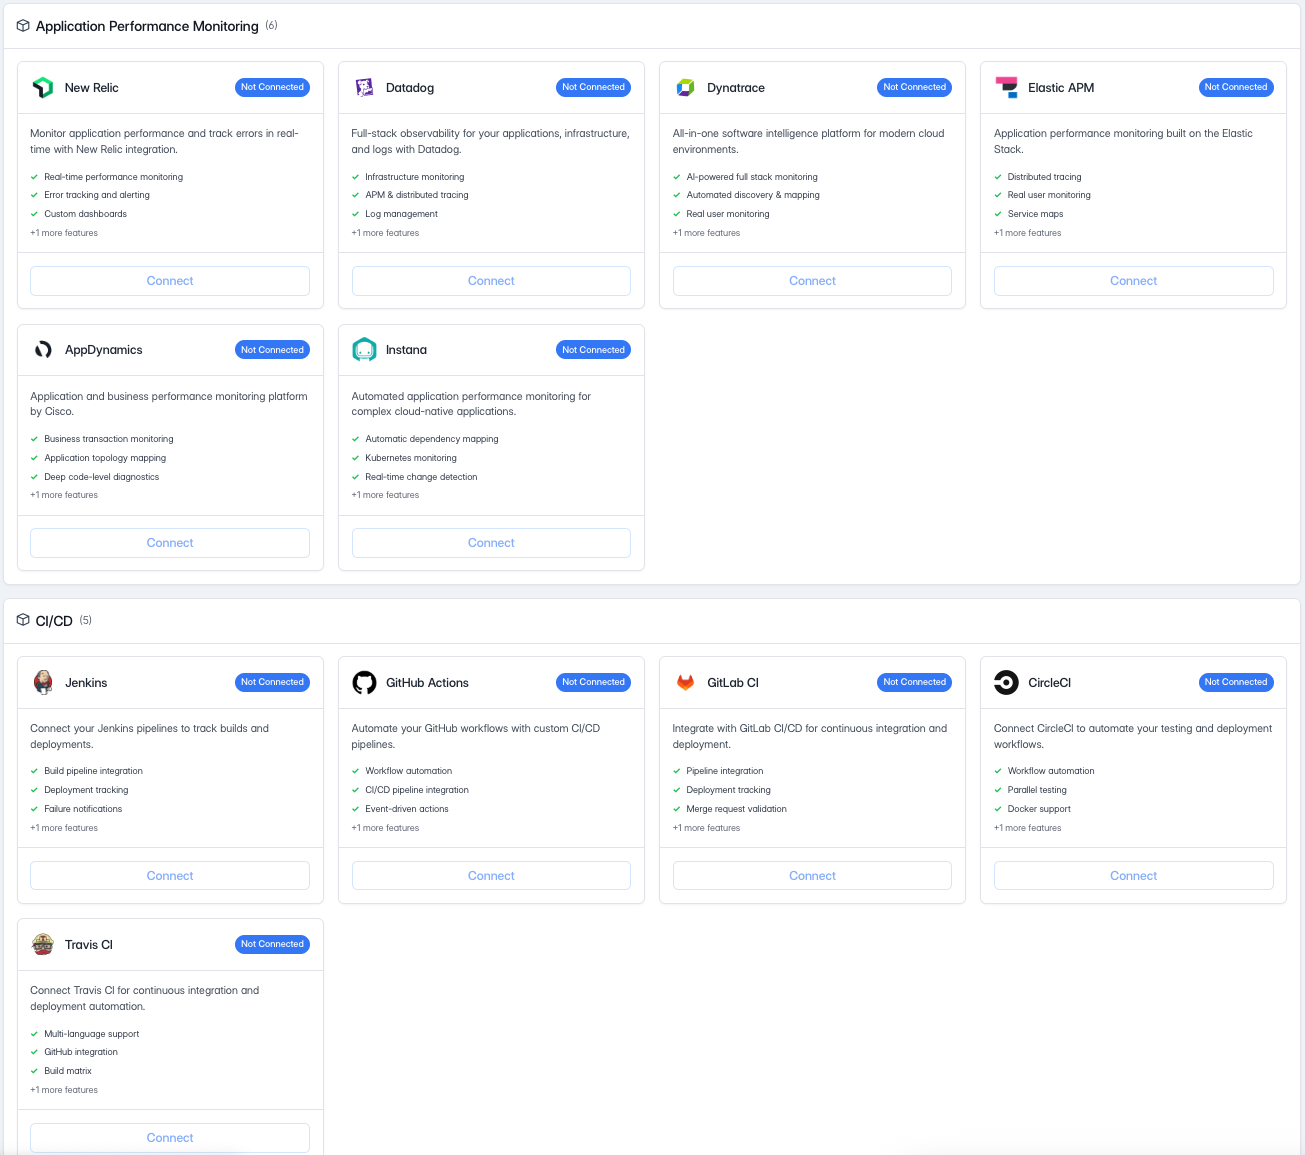 Application Performance Monitoring (6)
New Relic
Not Connected
Monitor application performance and track errors in real-
time with New Relic integration.
Real-time performance monitoring
Error tracking and alerting
Custom dashboards
+1 more features
Connect
Datadog
Not Connected
Full-stack observability for your applications, infrastructure,
and logs with Datadog.
Infrastructure monitoring
APM & distributed tracing
Log management
+1 more features
Connect
Dynatrace
Not Connected
All-in-one software intelligence platform for modern cloud
environments.
AI-powered full stack monitoring
Automated discovery & mapping
Real user monitoring
+1 more features
Connect
Elastic APM
Not Connected
Application performance monitoring built on the Elastic
Stack.
Distributed tracing
Real user monitoring
Service maps
+1 more features
Connect
AppDynamics
Not Connected
Application and business performance monitoring platform
by Cisco.
Business transaction monitoring
Application topology mapping
Deep code-level diagnostics
+1 more features
Connect
Instana
Not Connected
Automated application performance monitoring for
complex cloud-native applications.
Automatic dependency mapping
Kubernetes monitoring
Real-time change detection
+1 more features
Connect
CI/CD (5)
Jenkins
Not Connected
Connect your Jenkins pipelines to track builds and
deployments.
Build pipeline integration
Deployment tracking
Failure notifications
+1 more features
Connect
GitHub Actions
Not Connected
Automate your GitHub workflows with custom CI/CD
pipelines.
Workflow automation
CI/CD pipeline integration
Event-driven actions
+1 more features
Connect
GitLab CI
Not Connected
Integrate with GitLab CI/CD for continuous integration and
deployment.
Pipeline integration
Deployment tracking
Merge request validation
+1 more features
Connect
CircleCI
Not Connected
Connect CircleCI to automate your testing and deployment
workflows.
Workflow automation
Parallel testing
Docker support
+1 more features
Connect
Travis CI
Not Connected
Connect Travis CI for continuous integration and
deployment automation.
Multi-language support
GitHub integration
Build matrix
+1 more features
Connect